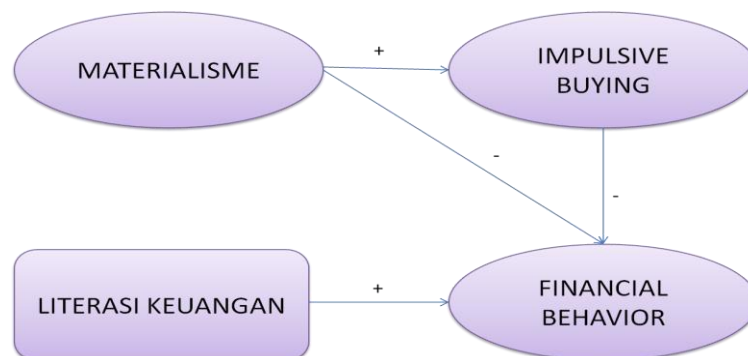 MATERIALISME
+
IMPULSIVE
BUYING
-
-
LITERASI KEUANGAN
+
FINANCIAL
BEHAVIOR